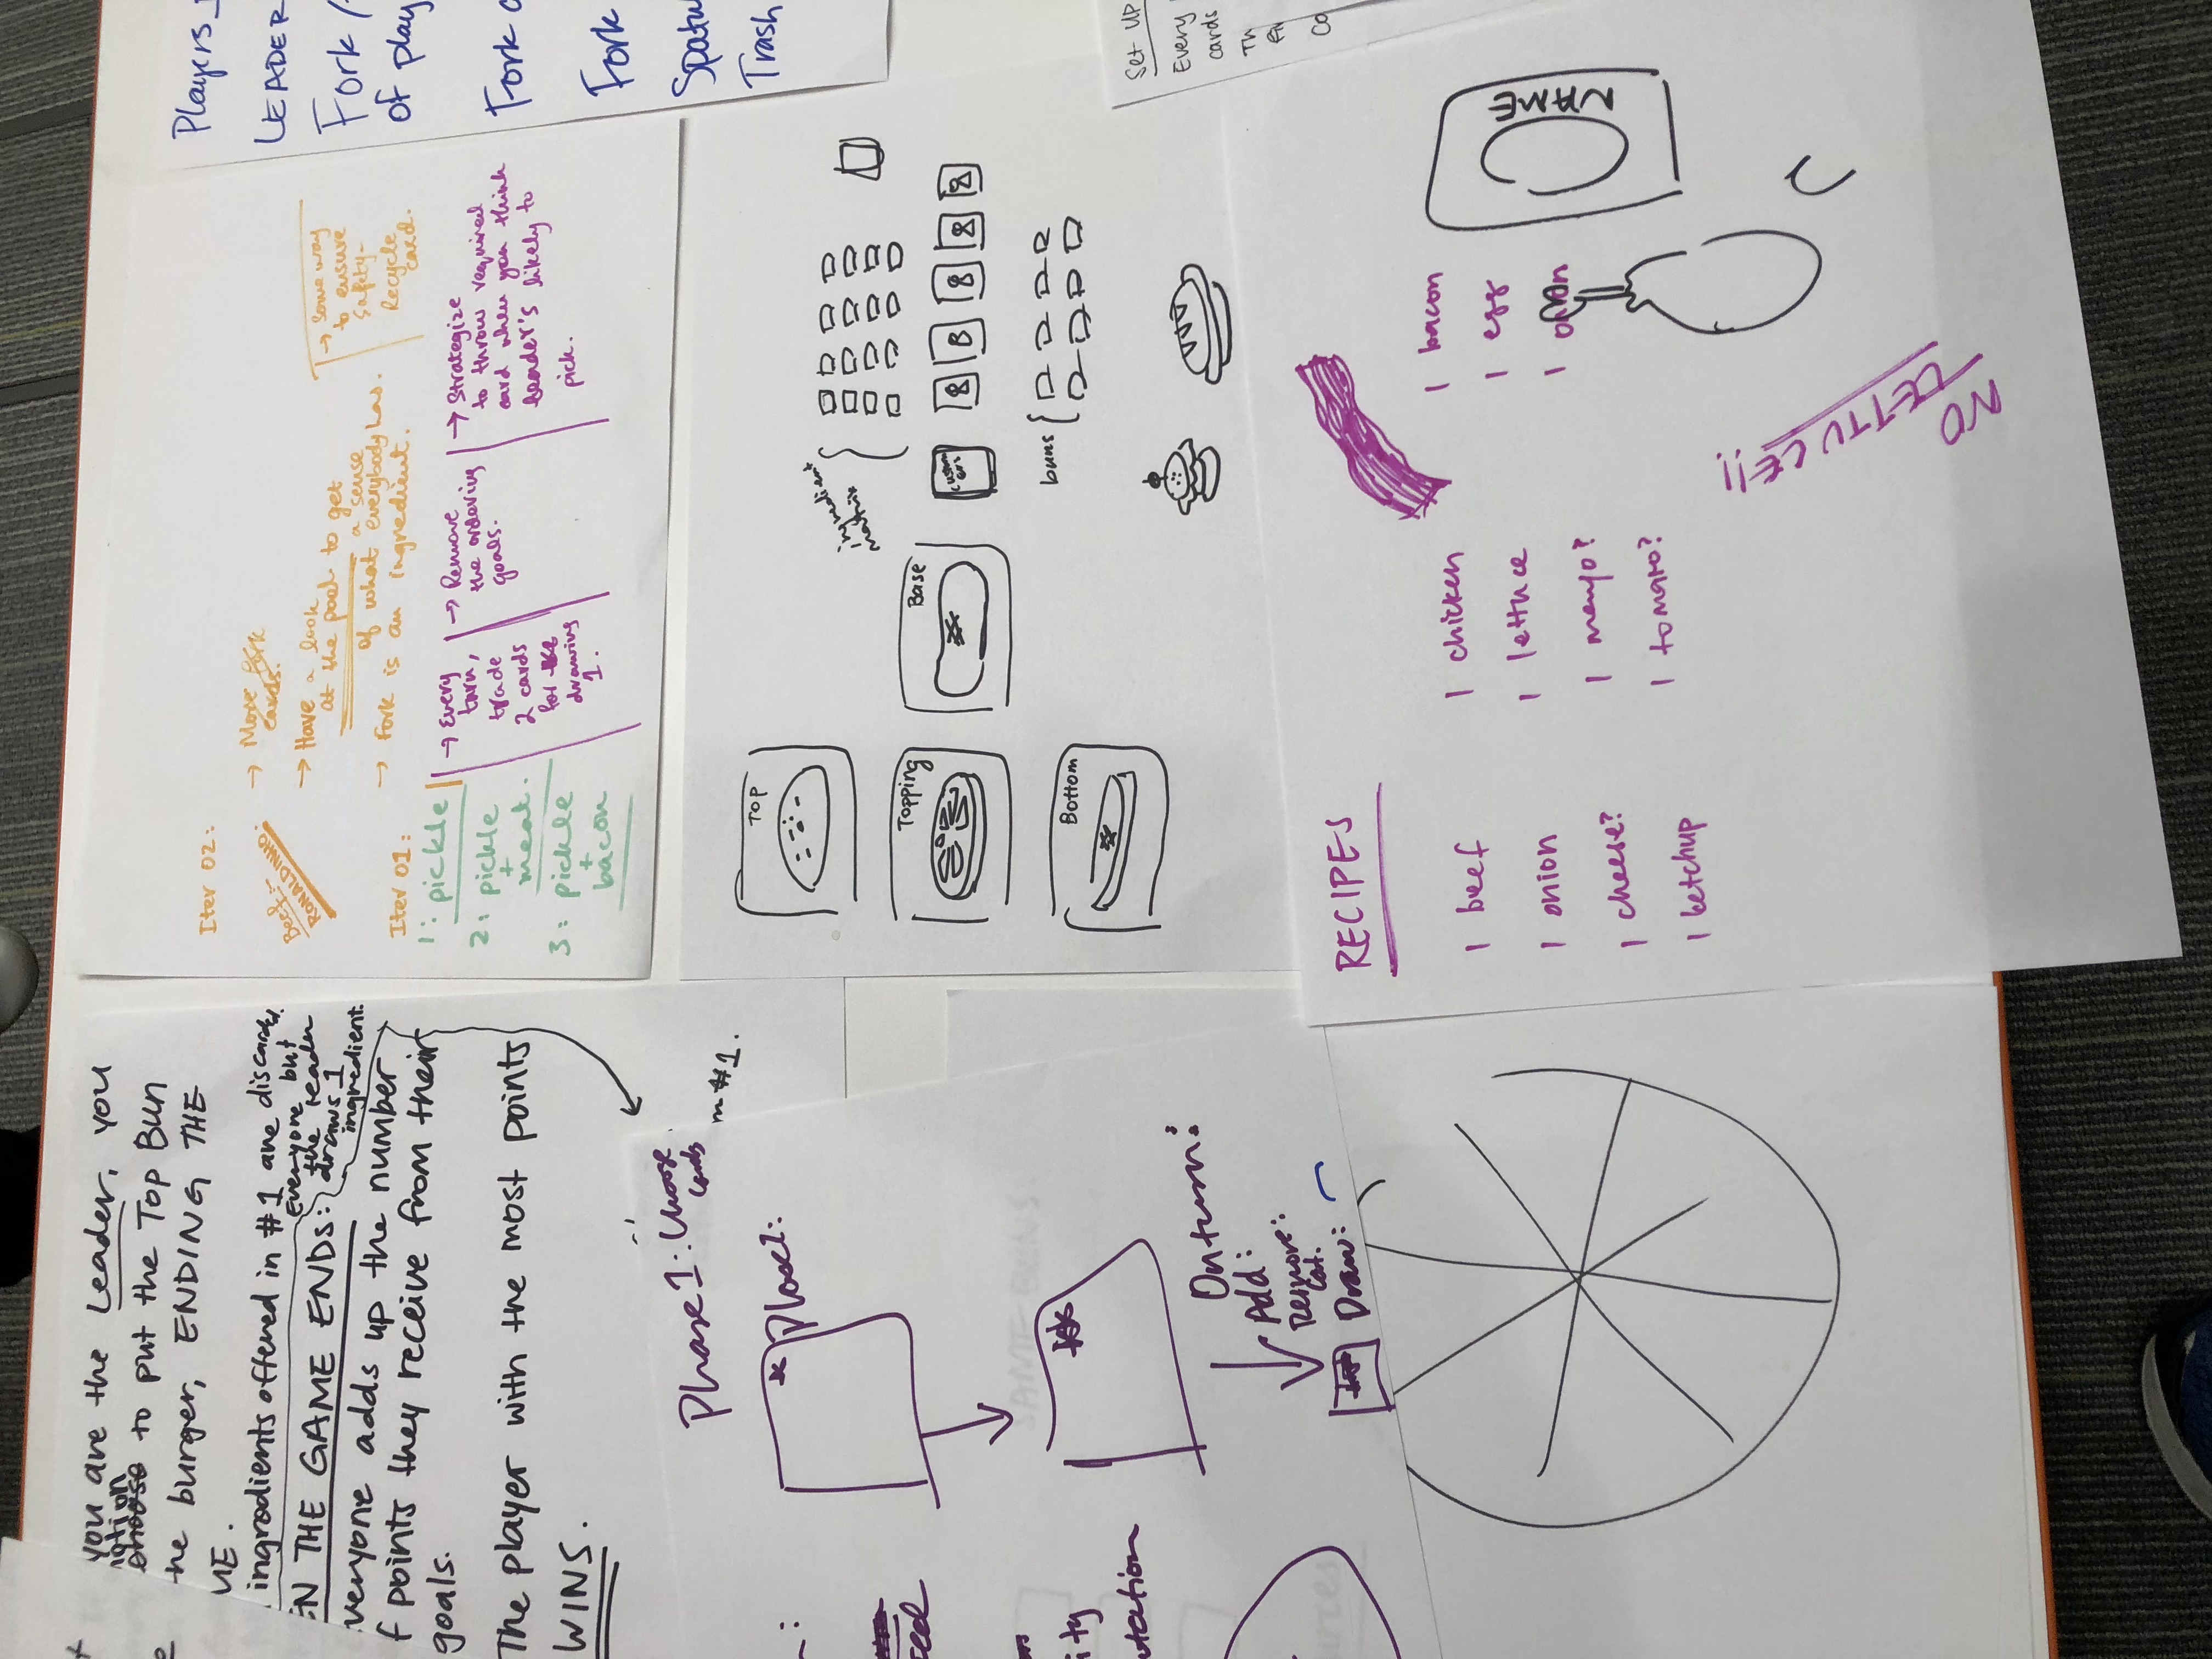 you are the Leader, you
choose to put the Top Bun
the burger, ENDING THE
ingredients offered in #1 are discarded.
Everyone but
the leader
draws 1
ingredient.
THE GAME ENDS:
everyone adds up the number
points they receive from their
goals.
The player with the most points
WINS.
m #1.
Phase 1: Choose
cards
Phase 2:
On turn:
Add:
Remove:
Draw:
Iter 02:
Beef:-
RONALDINHO.
→ More fork
cards.
→ Have a look
at the pool to get
a sense
of what everybody has.
→ Fork is an ingredient.
→ Some way
to ensure
safety-
Recycle
card.
Iter 01:
1: pickle
2: pickle
+
meat.
3: pickle
+
bacon
→ Every
turn,
trade
2 cards
for
drawing
1.
→ Remove
the ordering
goals.
→ Strategize
to throw required
card when you think
leader's likely to
pick.
Players
LEADER
Fork /
of play
Fork
Fork
Spatu
Trash
Top
Topping
Base
Bottom
ingredient
matrix
custom
ers
buns
Set UP
Every
cards
Th
Co
RECIPES
1 beef
1 onion
1 cheese?
1 ketchup
1 chicken
1 lettuce
1 mayo?
1 tomato?
1 bacon
1 egg
1 onion
NAME
NO LETTUCE!!